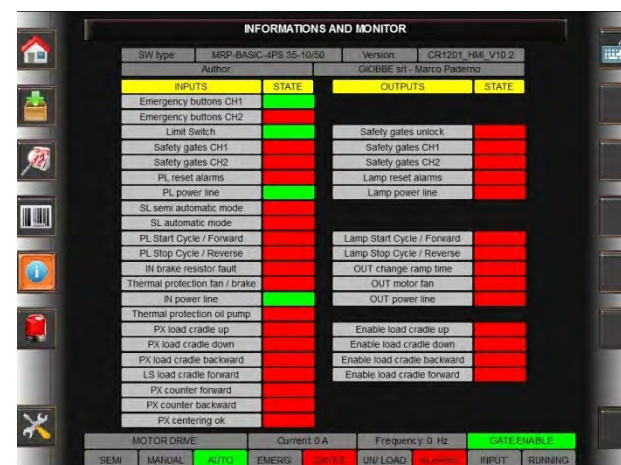 INFORMATIONS AND MONITOR
SW type: MRP-BASIC-4PS 35-10/50 Version: CR1201_HMI_V10.2
Author: GIOBBE srl - Marco Paderno
INPUTS STATE OUTPUTS STATE
Emergency buttons CH1
Emergency buttons CH2
Limit Switch Safety gates unlock
Safety gates CH1 Safety gates CH1
Safety gates CH2 Safety gates CH2
PL reset alarms Lamp reset alarms
PL power line Lamp power line
SL semi automatic mode
SL automatic mode
PL Start Cycle / Forward Lamp Start Cycle / Forward
PL Stop Cycle / Reverse Lamp Stop Cycle / Reverse
IN brake resistor fault OUT change ramp time
Thermal protection fan / brake OUT motor fan
IN power line OUT power line
Thermal protection oil pump
PX load cradle up Enable load cradle up
PX load cradle down Enable load cradle down
PX load cradle backward Enable load cradle backward
LS load cradle forward Enable load cradle forward
PX counter forward
PX counter backward
PX centering ok
MOTOR DRIVE: Current: 0 A Frequency: 0 Hz GATE ENABLE
SEMI MANUAL AUTO EMERG. GATES UN/ LOAD INPUT RUNNING